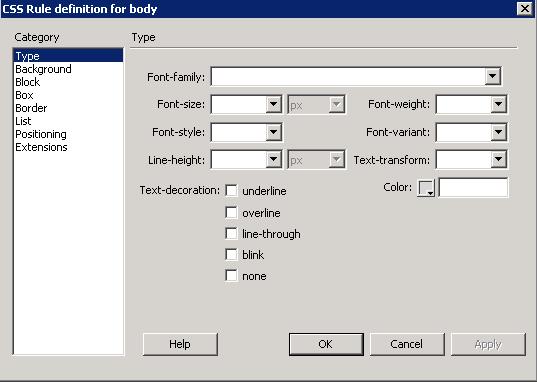 CSS Rule definition for body
Category
Type
Background
Block
Box
Border
List
Positioning
Extensions
Type
Font-family:
Font-size: px Font-weight:
Font-style: Font-variant:
Line-height: px Text-transform:
Text-decoration: underline Color:
overline
line-through
blink
none
Help OK Cancel Apply